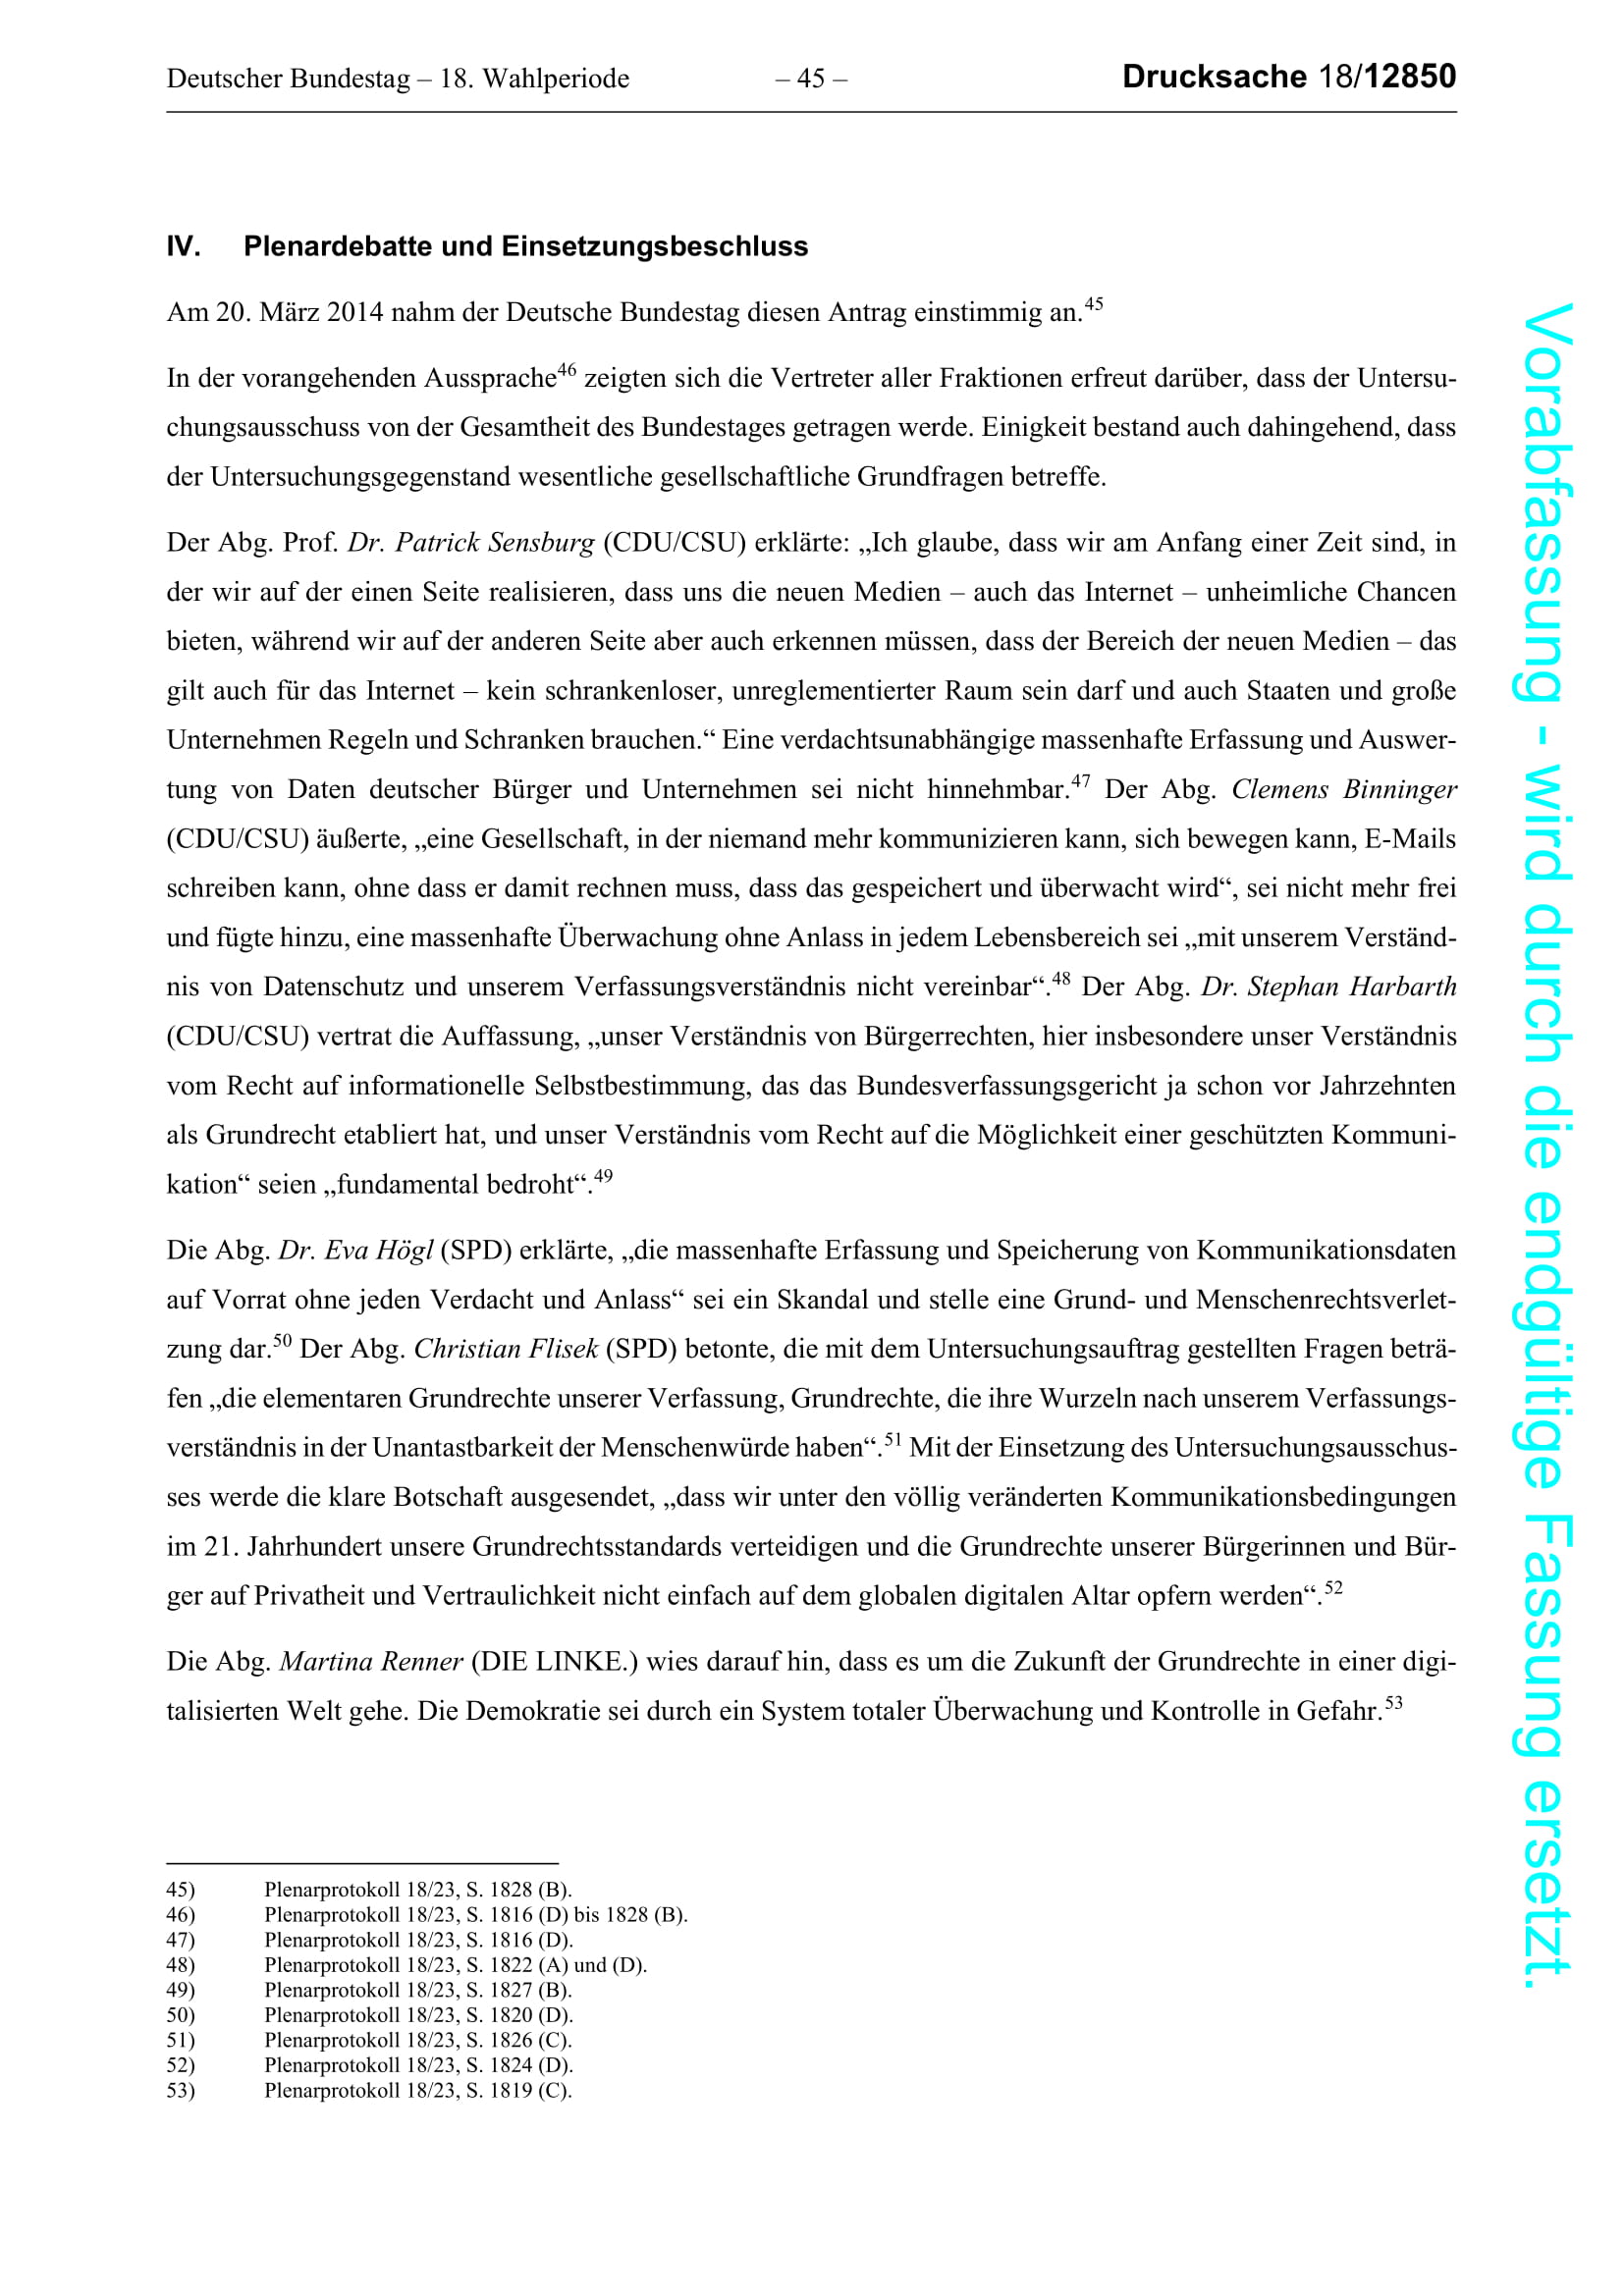 Deutscher Bundestag – 18. Wahlperiode – 45 – Drucksache 18/12850
IV. Plenardebatte und Einsetzungsbeschluss
Am 20. März 2014 nahm der Deutsche Bundestag diesen Antrag einstimmig an.45
In der vorangehenden Aussprache46 zeigten sich die Vertreter aller Fraktionen erfreut darüber, dass der Untersu-
chungsausschuss von der Gesamtheit des Bundestages getragen werde. Einigkeit bestand auch dahingehend, dass
der Untersuchungsgegenstand wesentliche gesellschaftliche Grundfragen betreffe.
Der Abg. Prof. Dr. Patrick Sensburg (CDU/CSU) erklärte: „Ich glaube, dass wir am Anfang einer Zeit sind, in
der wir auf der einen Seite realisieren, dass uns die neuen Medien – auch das Internet – unheimliche Chancen
bieten, während wir auf der anderen Seite aber auch erkennen müssen, dass der Bereich der neuen Medien – das
gilt auch für das Internet – kein schrankenloser, unreglementierter Raum sein darf und auch Staaten und große
Unternehmen Regeln und Schranken brauchen.“ Eine verdachtsunabhängige massenhafte Erfassung und Auswer-
tung von Daten deutscher Bürger und Unternehmen sei nicht hinnehmbar.47 Der Abg. Clemens Binninger
(CDU/CSU) äußerte, „eine Gesellschaft, in der niemand mehr kommunizieren kann, sich bewegen kann, E-Mails
schreiben kann, ohne dass er damit rechnen muss, dass das gespeichert und überwacht wird“, sei nicht mehr frei
und fügte hinzu, eine massenhafte Überwachung ohne Anlass in jedem Lebensbereich sei „mit unserem Verständ-
nis von Datenschutz und unserem Verfassungsverständnis nicht vereinbar“.48 Der Abg. Dr. Stephan Harbarth
(CDU/CSU) vertrat die Auffassung, „unser Verständnis von Bürgerrechten, hier insbesondere unser Verständnis
vom Recht auf informationelle Selbstbestimmung, das das Bundesverfassungsgericht ja schon vor Jahrzehnten
als Grundrecht etabliert hat, und unser Verständnis vom Recht auf die Möglichkeit einer geschützten Kommuni-
kation“ seien „fundamental bedroht“.49
Die Abg. Dr. Eva Högl (SPD) erklärte, „die massenhafte Erfassung und Speicherung von Kommunikationsdaten
auf Vorrat ohne jeden Verdacht und Anlass“ sei ein Skandal und stelle eine Grund- und Menschenrechtsverlet-
zung dar.50 Der Abg. Christian Flisek (SPD) betonte, die mit dem Untersuchungsauftrag gestellten Fragen beträ-
fen „die elementaren Grundrechte unserer Verfassung, Grundrechte, die ihre Wurzeln nach unserem Verfassungs-
verständnis in der Unantastbarkeit der Menschenwürde haben“.51 Mit der Einsetzung des Untersuchungsausschus-
ses werde die klare Botschaft ausgesendet, „dass wir unter den völlig veränderten Kommunikationsbedingungen
im 21. Jahrhundert unsere Grundrechtsstandards verteidigen und die Grundrechte unserer Bürgerinnen und Bür-
ger auf Privatheit und Vertraulichkeit nicht einfach auf dem globalen digitalen Altar opfern werden“.52
Die Abg. Martina Renner (DIE LINKE.) wies darauf hin, dass es um die Zukunft der Grundrechte in einer digi-
talisierten Welt gehe. Die Demokratie sei durch ein System totaler Überwachung und Kontrolle in Gefahr.53
45) Plenarprotokoll 18/23, S. 1828 (B).
46) Plenarprotokoll 18/23, S. 1816 (D) bis 1828 (B).
47) Plenarprotokoll 18/23, S. 1816 (D).
48) Plenarprotokoll 18/23, S. 1822 (A) und (D).
49) Plenarprotokoll 18/23, S. 1827 (B).
50) Plenarprotokoll 18/23, S. 1820 (D).
51) Plenarprotokoll 18/23, S. 1826 (C).
52) Plenarprotokoll 18/23, S. 1824 (D).
53) Plenarprotokoll 18/23, S. 1819 (C).
Vorabfassung - wird durch die endgültige Fassung ersetzt.